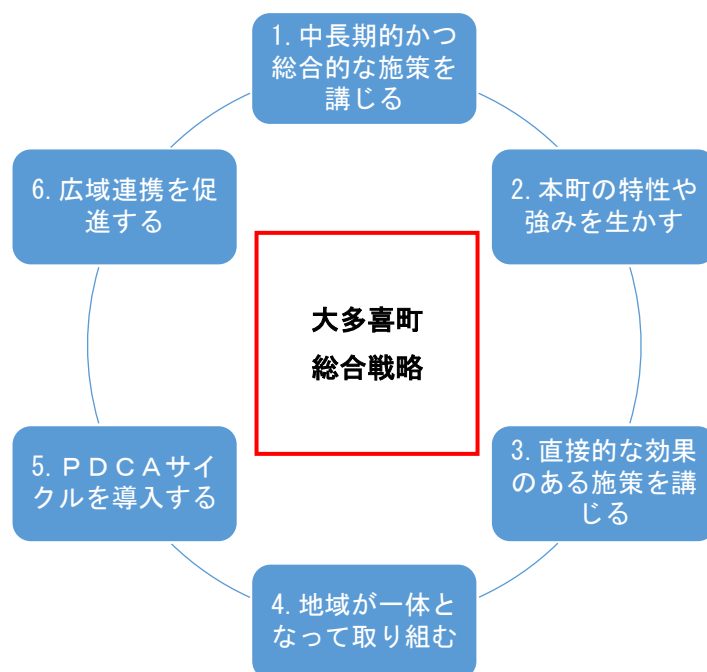 1. 中長期的かつ
総合的な施策を
講じる
2. 本町の特性や
強みを生かす
3. 直接的な効果
のある施策を講
じる
4. 地域が一体と
なって取り組む
5. ＰＤＣＡサイ
クルを導入する
6. 広域連携を促
進する
大多喜町
総合戦略